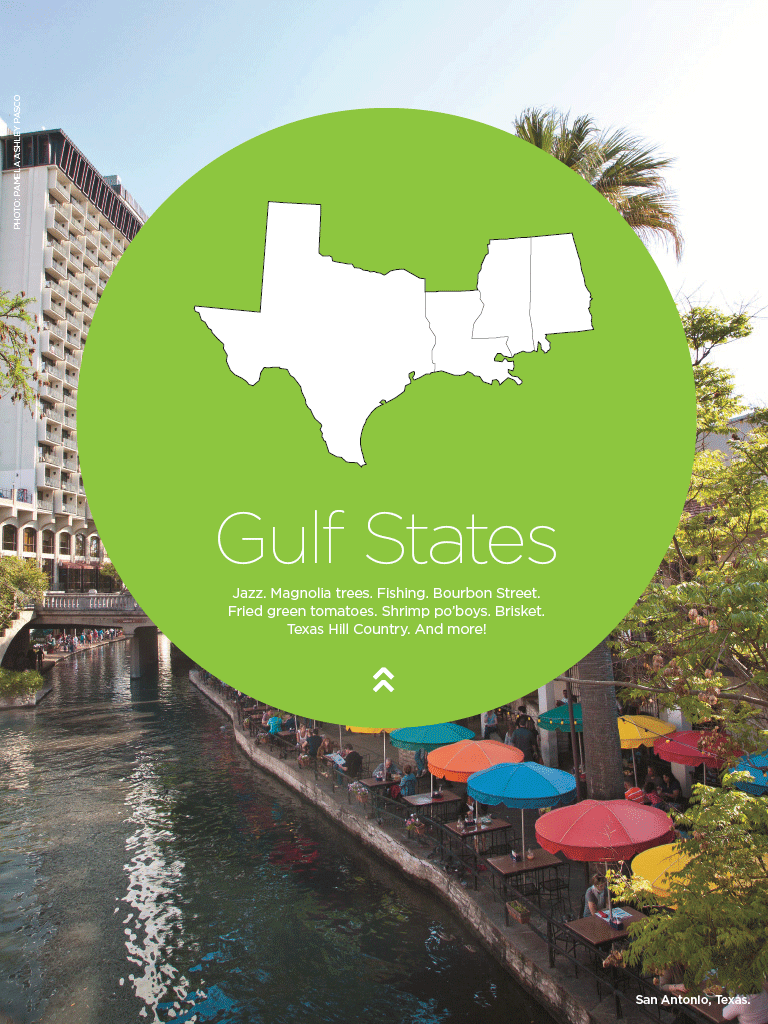 PHOTO: PAMELA ASHLEY PASCO
Gulf States
Jazz. Magnolia trees. Fishing. Bourbon Street.
Fried green tomatoes. Shrimp po'boys. Brisket.
Texas Hill Country. And more!
San Antonio, Texas.